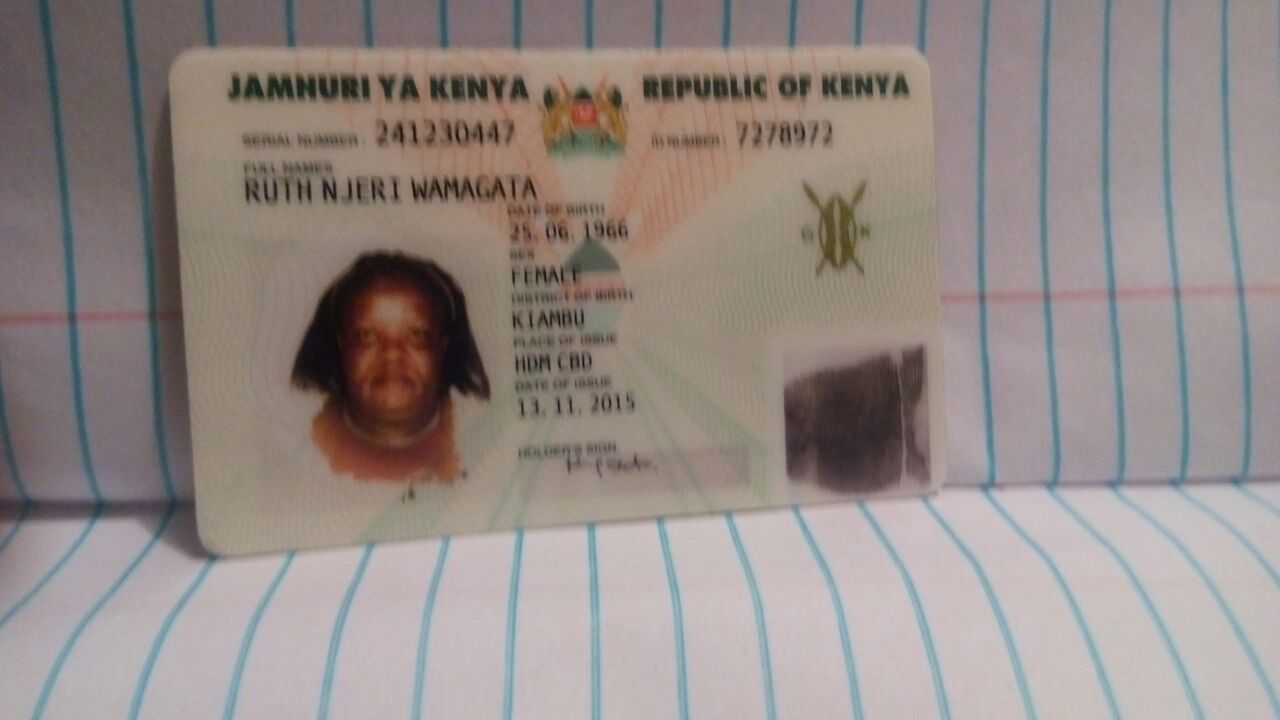 JAMHURI YA KENYA REPUBLIC OF KENYA
SERIAL NUMBER: 241230447 ID NUMBER: 7278972
FULL NAMES
RUTH NJERI WAMAGATA
DATE OF BIRTH
25. 06. 1966
SEX
FEMALE
DISTRICT OF BIRTH
KIAMBU
PLACE OF ISSUE
HDM CBD
DATE OF ISSUE
13. 11. 2015
HOLDER'S SIGN.